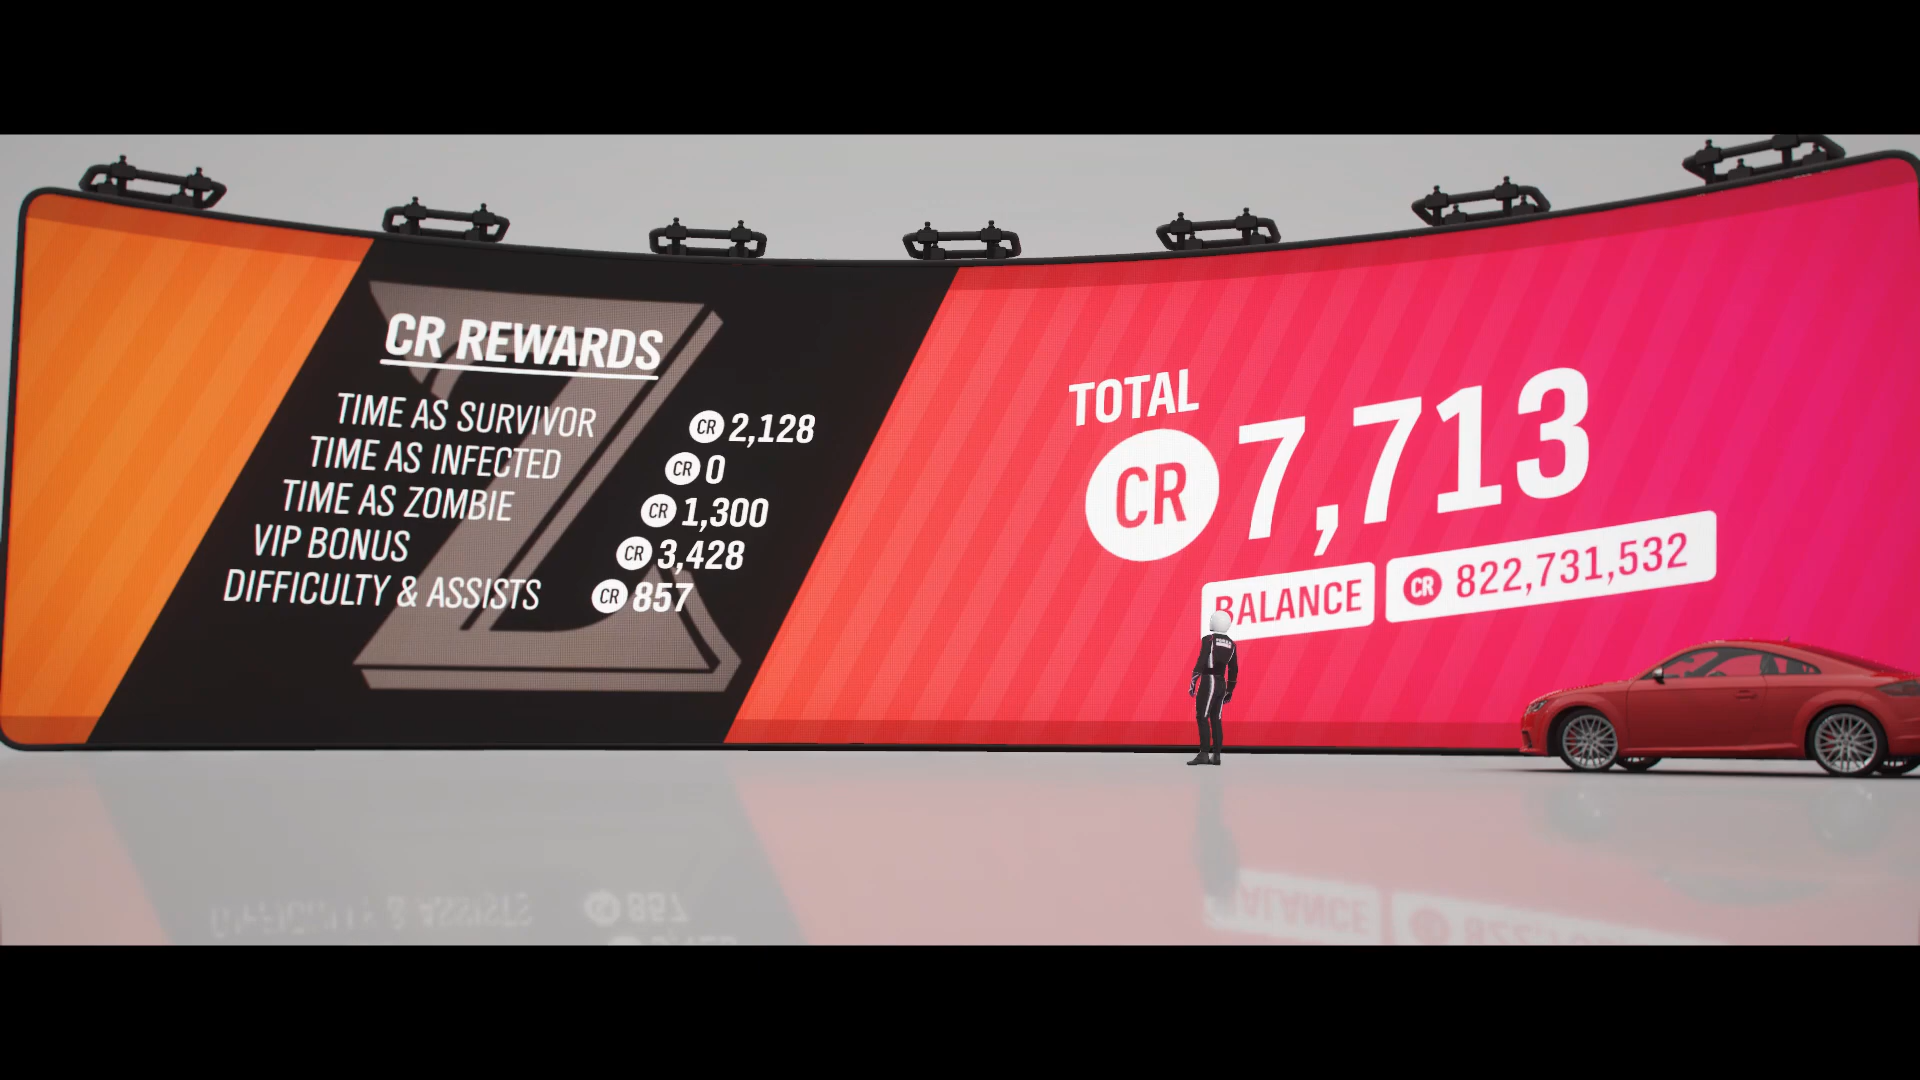 CR REWARDS
TIME AS SURVIVOR CR 2,128
TIME AS INFECTED CR 0
TIME AS ZOMBIE CR 1,300
VIP BONUS CR 3,428
DIFFICULTY & ASSISTS CR 857
TOTAL
CR 7,713
BALANCE CR 822,731,532